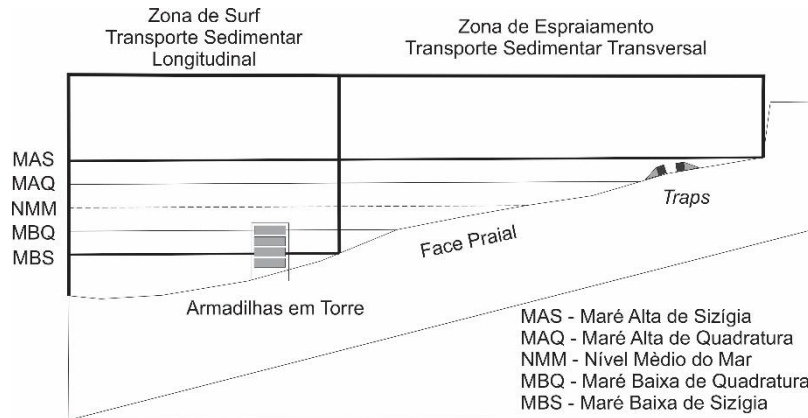 Zona de Surf
Transporte Sedimentar
Longitudinal
Zona de Espraiamento
Transporte Sedimentar Transversal
MAS
MAQ
NMM
MBQ
MBS
Traps
Face Praial
Armadilhas em Torre
MAS - Maré Alta de Sizígia
MAQ - Maré Alta de Quadratura
NMM - Nível Mèdio do Mar
MBQ - Maré Baixa de Quadratura
MBS - Maré Baixa de Sizígia